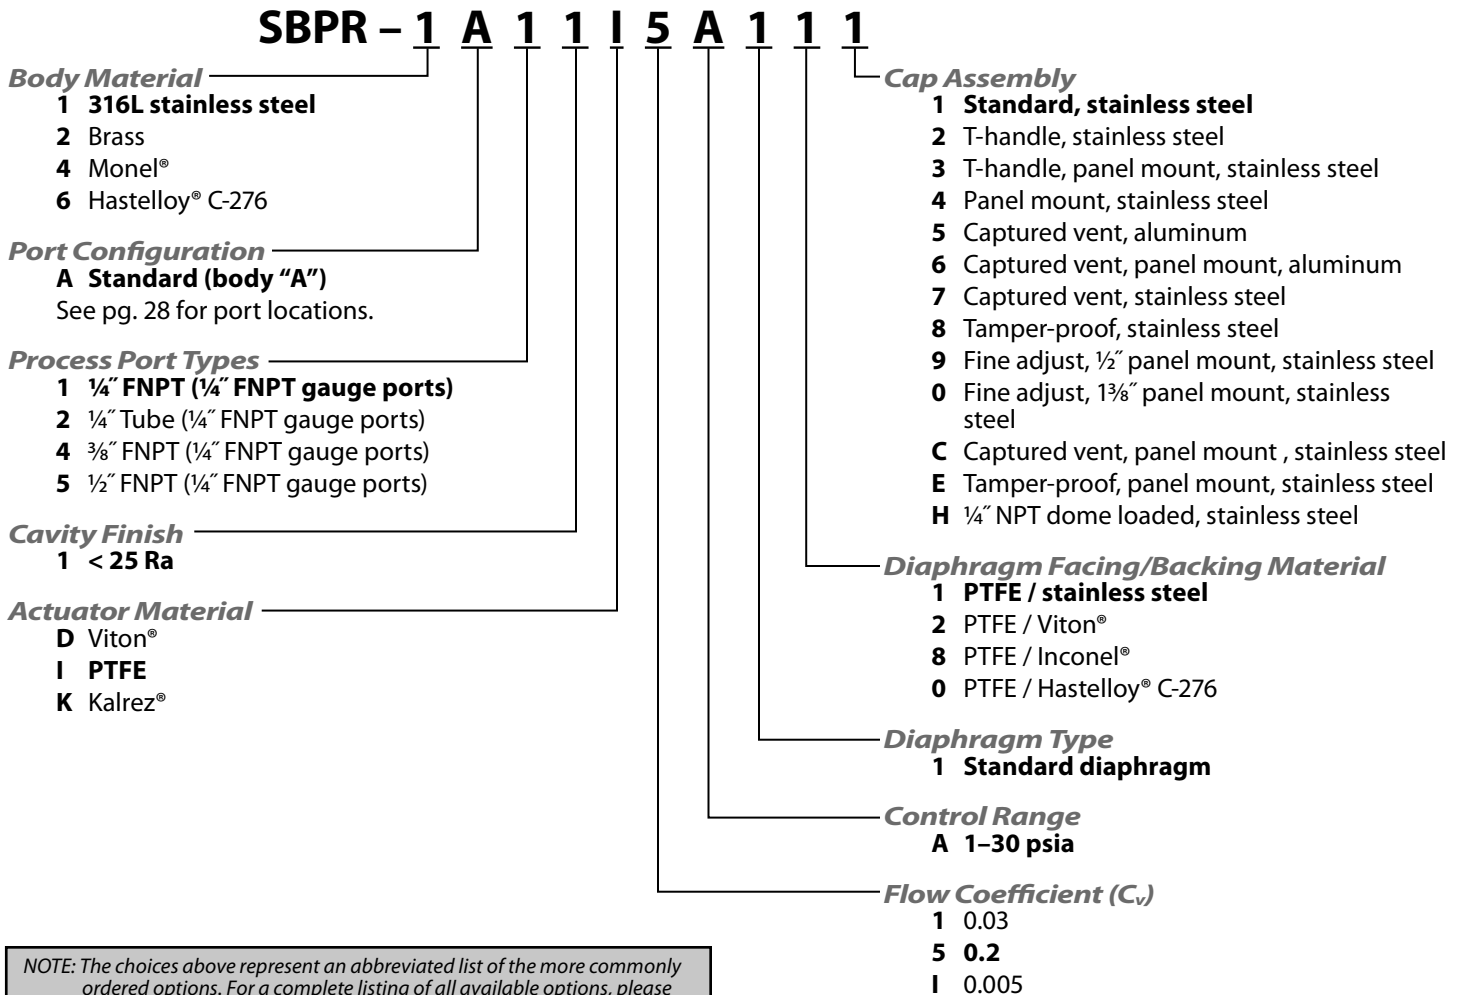 SBPR – 1 A 1 1 I 5 A 1 1 1
Body Material
1 316L stainless steel
2 Brass
4 Monel®
6 Hastelloy® C-276
Port Configuration
A Standard (body “A”)
See pg. 28 for port locations.
Process Port Types
1 ¼˝ FNPT (¼˝ FNPT gauge ports)
2 ¼˝ Tube (¼˝ FNPT gauge ports)
4 ⅜˝ FNPT (¼˝ FNPT gauge ports)
5 ½˝ FNPT (¼˝ FNPT gauge ports)
Cavity Finish
1 < 25 Ra
Actuator Material
D Viton®
I PTFE
K Kalrez®
Cap Assembly
1 Standard, stainless steel
2 T-handle, stainless steel
3 T-handle, panel mount, stainless steel
4 Panel mount, stainless steel
5 Captured vent, aluminum
6 Captured vent, panel mount, aluminum
7 Captured vent, stainless steel
8 Tamper-proof, stainless steel
9 Fine adjust, ½˝ panel mount, stainless steel
0 Fine adjust, 1⅜˝ panel mount, stainless
steel
C Captured vent, panel mount , stainless steel
E Tamper-proof, panel mount, stainless steel
H ¼˝ NPT dome loaded, stainless steel
Diaphragm Facing/Backing Material
1 PTFE / stainless steel
2 PTFE / Viton®
8 PTFE / Inconel®
0 PTFE / Hastelloy® C-276
Diaphragm Type
1 Standard diaphragm
Control Range
A 1–30 psia
Flow Coefficient (Cv)
1 0.03
5 0.2
I 0.005
NOTE: The choices above represent an abbreviated list of the more commonly
ordered options. For a complete listing of all available options, please